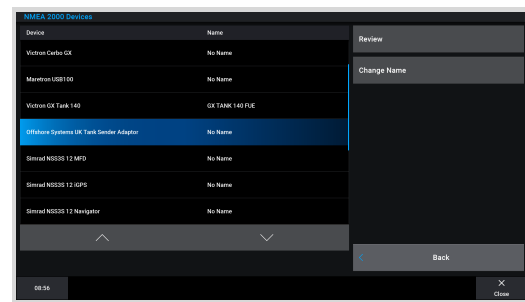 NMEA 2000 Devices
Device Name
Review
Victron Cerbo GX No Name
Change Name
Maretron USB100 No Name
Victron GX Tank 140 GX TANK 140 FUE
Offshore Systems UK Tank Sender Adaptor No Name
Simrad NSS3S 12 MFD No Name
Simrad NSS3S 12 iGPS No Name
Simrad NSS3S 12 Navigator No Name
Back
08:56
Close